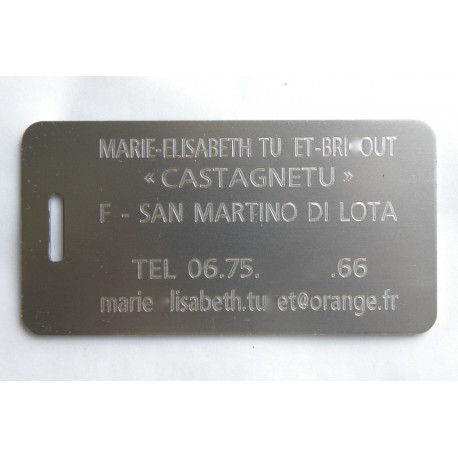 MARIE-ELISABETH TU ET-BRI OUT
« CASTAGNETU »
F - SAN MARTINO DI LOTA
TEL 06.75. .66
marie lisabeth.tu et@orange.fr